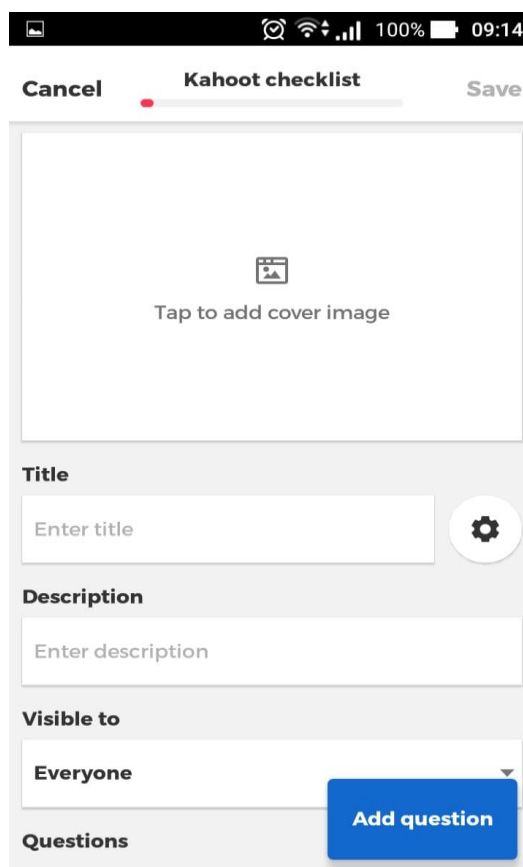 100% 09:14
Cancel Kahoot checklist Save
Tap to add cover image
Title
Enter title
Description
Enter description
Visible to
Everyone
Add question
Questions